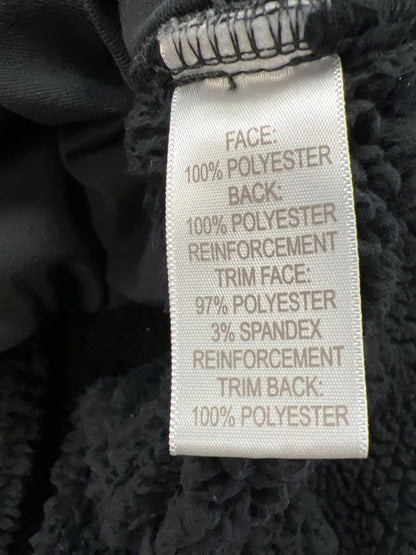 FACE:
100% POLYESTER
BACK:
100% POLYESTER
REINFORCEMENT
TRIM FACE:
97% POLYESTER
3% SPANDEX
REINFORCEMENT
TRIM BACK:
100% POLYESTER